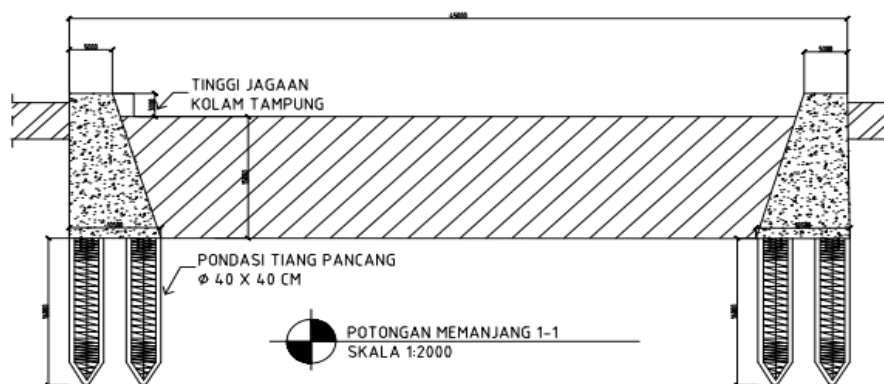 45000
5000
5000
TINGGI JAGAAN
KOLAM TAMPUNG
PONDASI TIANG PANCANG
Ø 40 X 40 CM
POTONGAN MEMANJANG 1-1
SKALA 1:2000